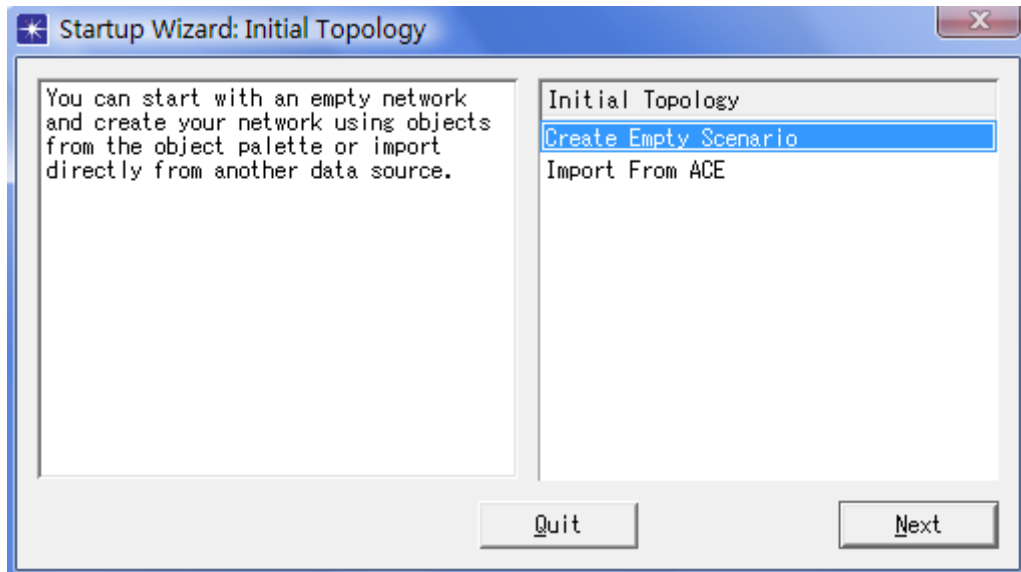 Startup Wizard: Initial Topology
You can start with an empty network
and create your network using objects
from the object palette or import
directly from another data source.
Initial Topology
Create Empty Scenario
Import From ACE
Quit
Next